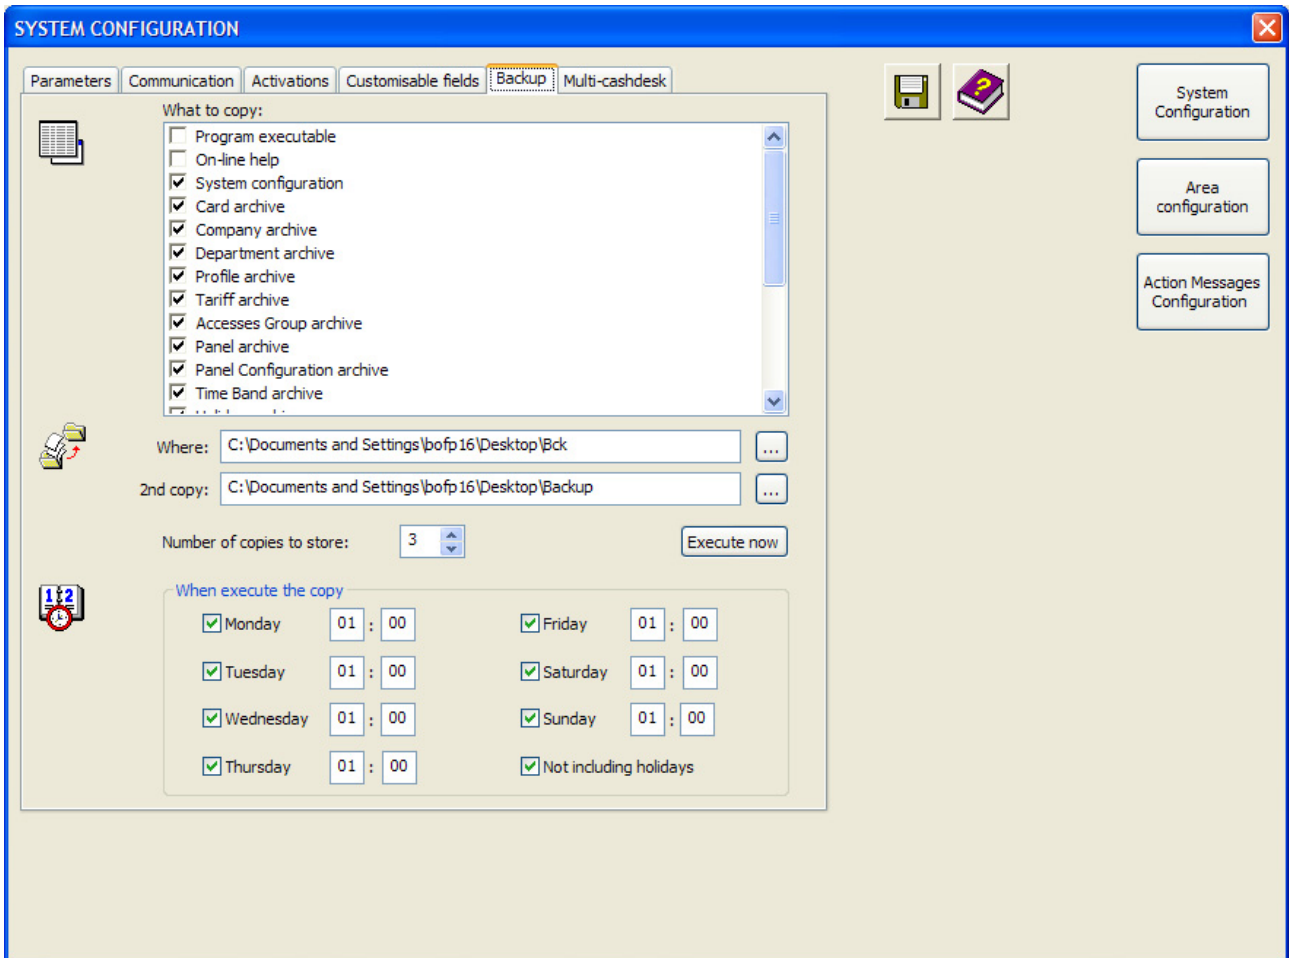 SYSTEM CONFIGURATION
Parameters Communication Activations Customisable fields Backup Multi-cashdesk
What to copy:
Program executable
On-line help
System configuration
Card archive
Company archive
Department archive
Profile archive
Tariff archive
Accesses Group archive
Panel archive
Panel Configuration archive
Time Band archive
Where: C:\Documents and Settings\bofp16\Desktop\Bck ...
2nd copy: C:\Documents and Settings\bofp16\Desktop\Backup ...
Number of copies to store: 3 Execute now
1 2
When execute the copy
Monday 01 : 00 Friday 01 : 00
Tuesday 01 : 00 Saturday 01 : 00
Wednesday 01 : 00 Sunday 01 : 00
Thursday 01 : 00 Not including holidays
?
System
Configuration
Area
configuration
Action Messages
Configuration